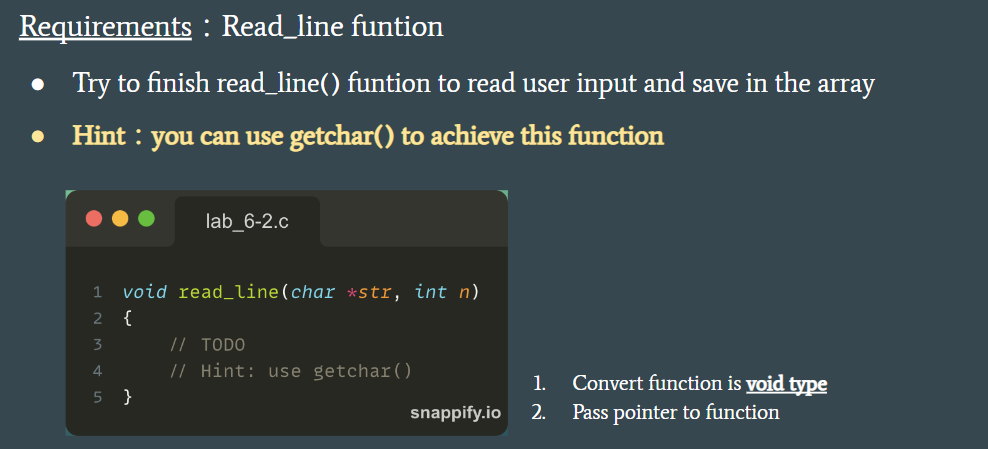 Requirements：Read_line funtion
● Try to finish read_line() funtion to read user input and save in the array
● Hint：you can use getchar() to achieve this function
lab_6-2.c
1 void read_line(char *str, int n)
2 {
3 // TODO
4 // Hint: use getchar()
5 }
snappify.io
1. Convert function is void type
2. Pass pointer to function